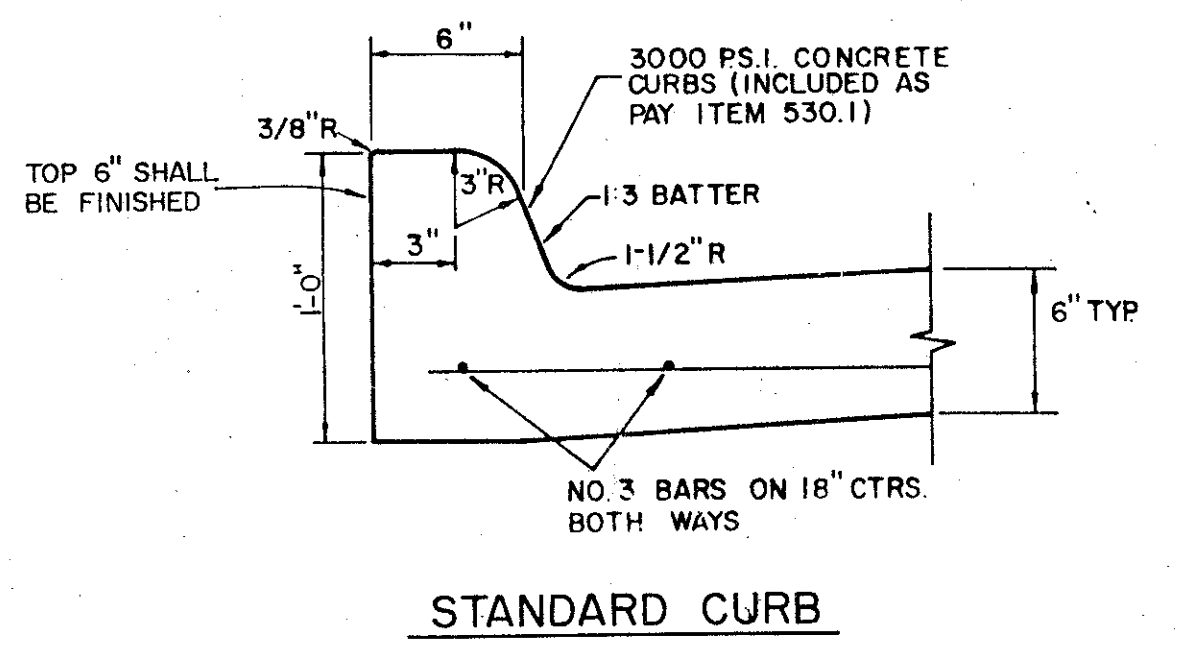 6"
3000 P.S.I. CONCRETE
CURBS (INCLUDED AS
PAY ITEM 530.1)
3/8"R
TOP 6" SHALL
BE FINISHED
3"R
1:3 BATTER
3"
1-1/2"R
1'-0"
6" TYP.
NO. 3 BARS ON 18" CTRS.
BOTH WAYS
STANDARD CURB